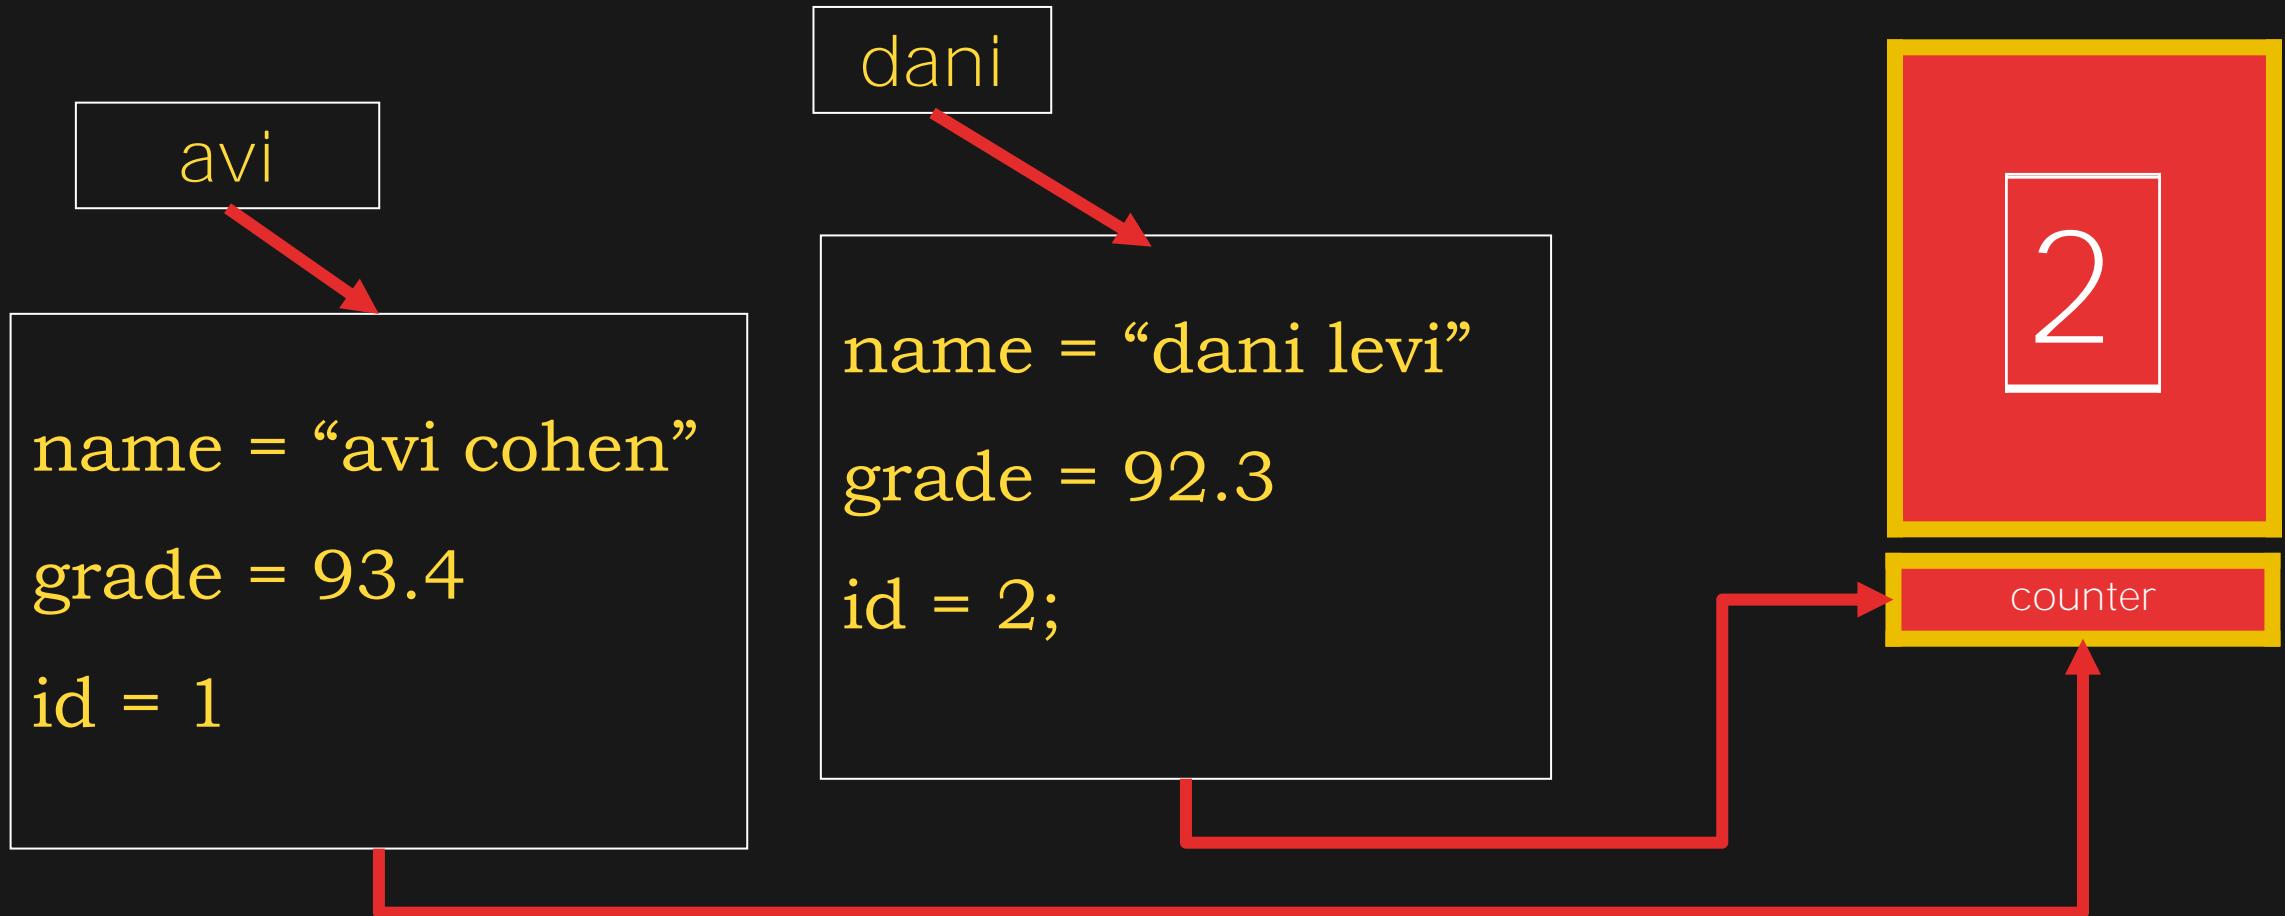 avi
name = “avi cohen”
grade = 93.4
id = 1
dani
name = “dani levi”
grade = 92.3
id = 2;
2
counter